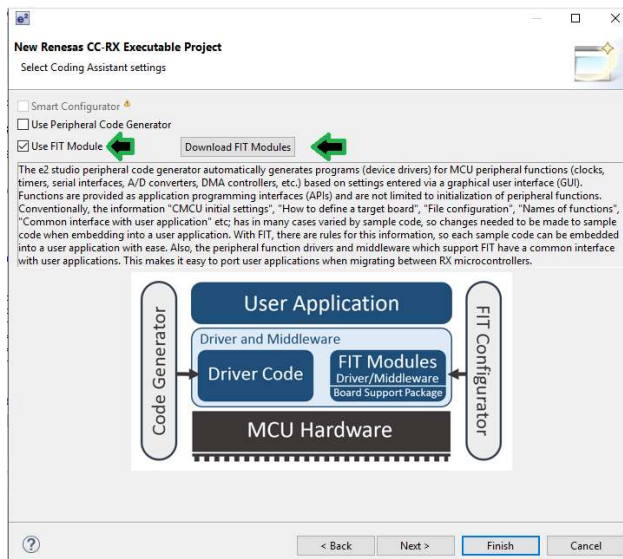 e²
New Renesas CC-RX Executable Project
Select Coding Assistant settings
Smart Configurator
Use Peripheral Code Generator
Use FIT Module
Download FIT Modules
The e2 studio peripheral code generator automatically generates programs (device drivers) for MCU peripheral functions (clocks,
timers, serial interfaces, A/D converters, DMA controllers, etc.) based on settings entered via a graphical user interface (GUI).
Functions are provided as application programming interfaces (APIs) and are not limited to initialization of peripheral functions.
Conventionally, the information "CMCU initial settings", "How to define a target board", "File configuration", "Names of functions",
"Common interface with user application" etc; has in many cases varied by sample code, so changes needed to be made to sample
code when embedding into a user application. With FIT, there are rules for this information, so each sample code can be embedded
into a user application with ease. Also, the peripheral function drivers and middleware which support FIT have a common interface
with user applications. This makes it easy to port user applications when migrating between RX microcontrollers.
Code Generator
User Application
Driver and Middleware
Driver Code
FIT Modules
Driver/Middleware
Board Support Package
MCU Hardware
FIT Configurator
?
< Back
Next >
Finish
Cancel